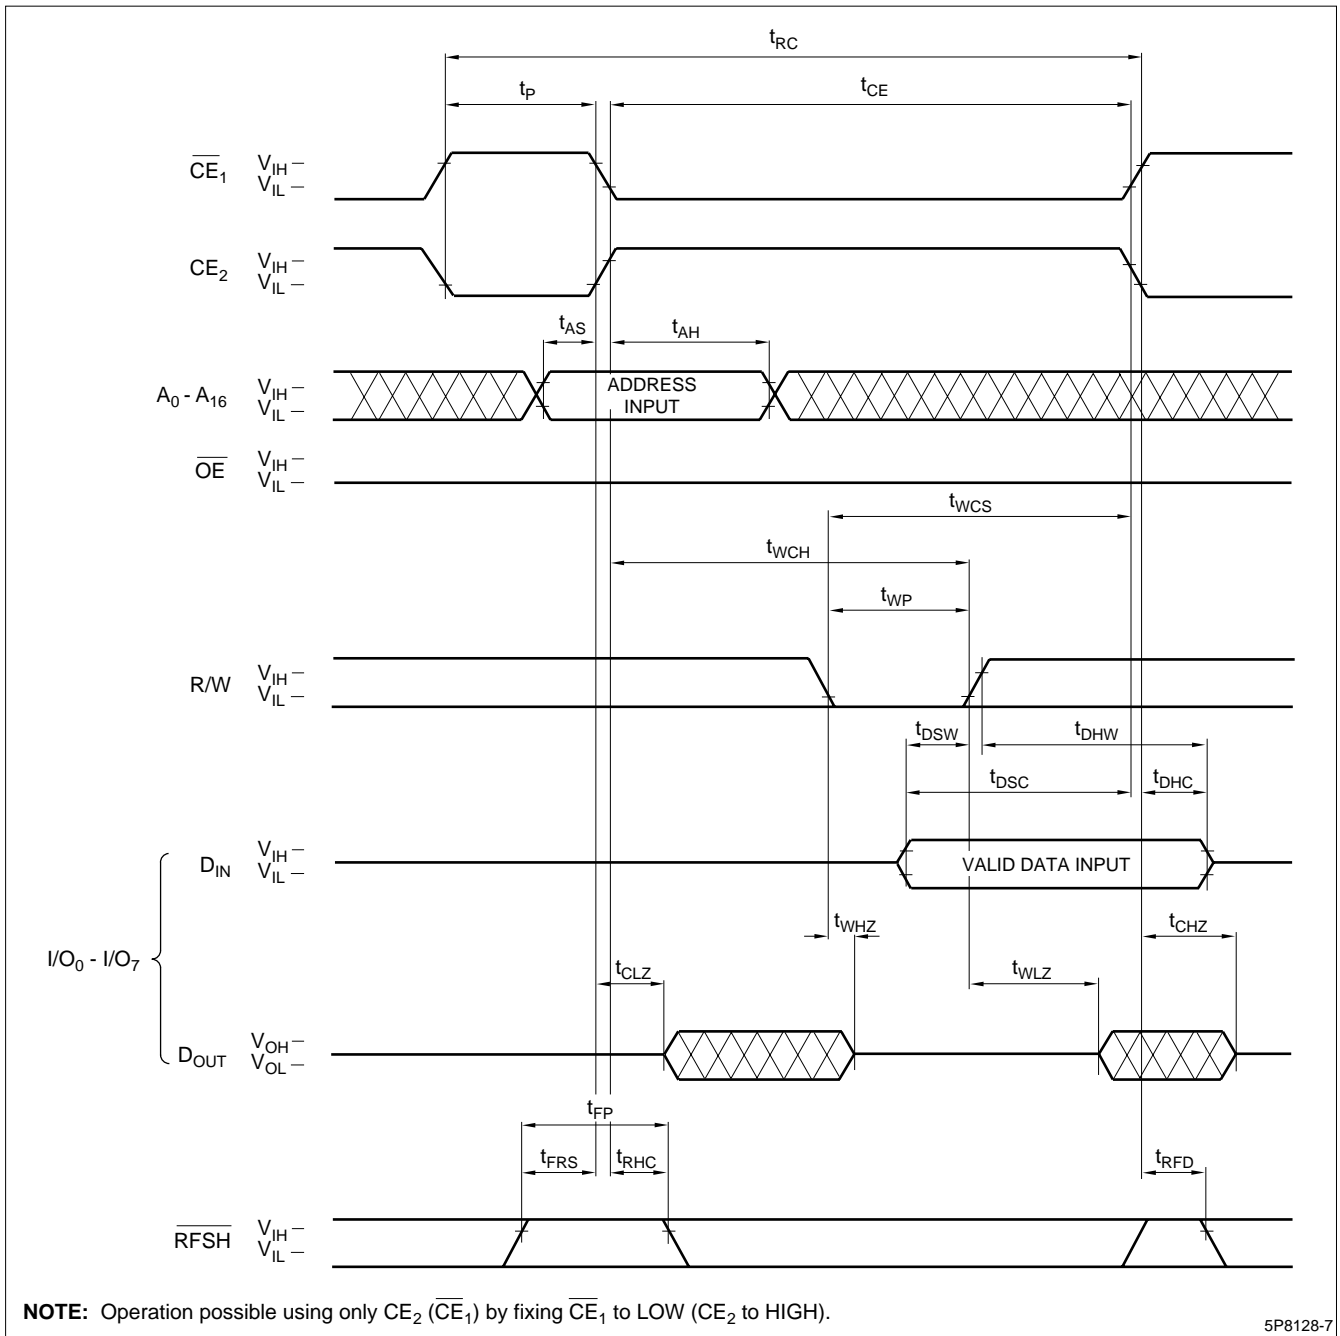 tRC
tP
tCE
CE1
VIH
VIL
CE2
VIH
VIL
tAS
tAH
A0 - A16
VIH
VIL
ADDRESS
INPUT
OE
VIH
VIL
tWCS
tWCH
tWP
R/W
VIH
VIL
tDSW
tDHW
tDSC
tDHC
DIN
VIH
VIL
VALID DATA INPUT
tWHZ
tCHZ
I/O0 - I/O7
tCLZ
tWLZ
DOUT
VOH
VOL
tFP
tFRS
tRHC
tRFD
RFSH
VIH
VIL
NOTE: Operation possible using only CE2 (CE1) by fixing CE1 to LOW (CE2 to HIGH).
5P8128-7